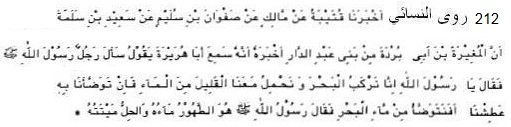 212 روى النسائي أَخْبَرَنَا قُتَيْبَةُ عَنْ مَالِكٍ عَنْ صَفْوَانَ بْنِ سُلَيْمٍ عَنْ سَعِيدِ بْنِ سَلَمَةَ
أَنَّ الْمُغِيرَةَ بْنَ أَبِي بُرْدَةَ مِنْ بَنِي عَبْدِ الدَّارِ أَخْبَرَهُ أَنَّهُ سَمِعَ أَبَا هُرَيْرَةَ يَقُولُ سَأَلَ رَجُلٌ رَسُولَ اللَّهِ ﷺ
فَقَالَ يَا رَسُولَ اللَّهِ إِنَّا نَرْكَبُ الْبَحْرَ وَنَحْمِلُ مَعَنَا الْقَلِيلَ مِنَ الْمَاءِ فَإِنْ تَوَضَّأْنَا بِهِ
عَطِشْنَا أَفَنَتَوَضَّأُ مِنْ مَاءِ الْبَحْرِ فَقَالَ رَسُولُ اللَّهِ ﷺ هُوَ الطَّهُورُ مَاءُهُ وَالْحِلُّ مَيْتَتُهُ *